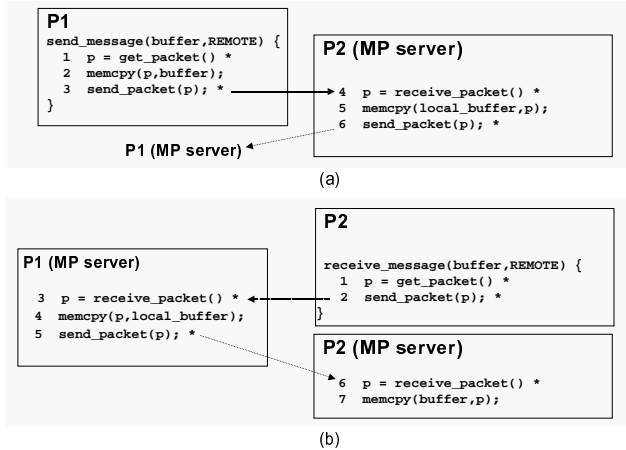 P1
send_message(buffer,REMOTE) {
1 p = get_packet() *
2 memcpy(p,buffer);
3 send_packet(p); *
}
P2 (MP server)
4 p = receive_packet() *
5 memcpy(local_buffer,p);
6 send_packet(p); *
P1 (MP server)
(a)
P1 (MP server)
3 p = receive_packet() *
4 memcpy(p,local_buffer);
5 send_packet(p); *
P2
receive_message(buffer,REMOTE) {
1 p = get_packet() *
2 send_packet(p); *
}
P2 (MP server)
6 p = receive_packet() *
7 memcpy(buffer,p);
(b)